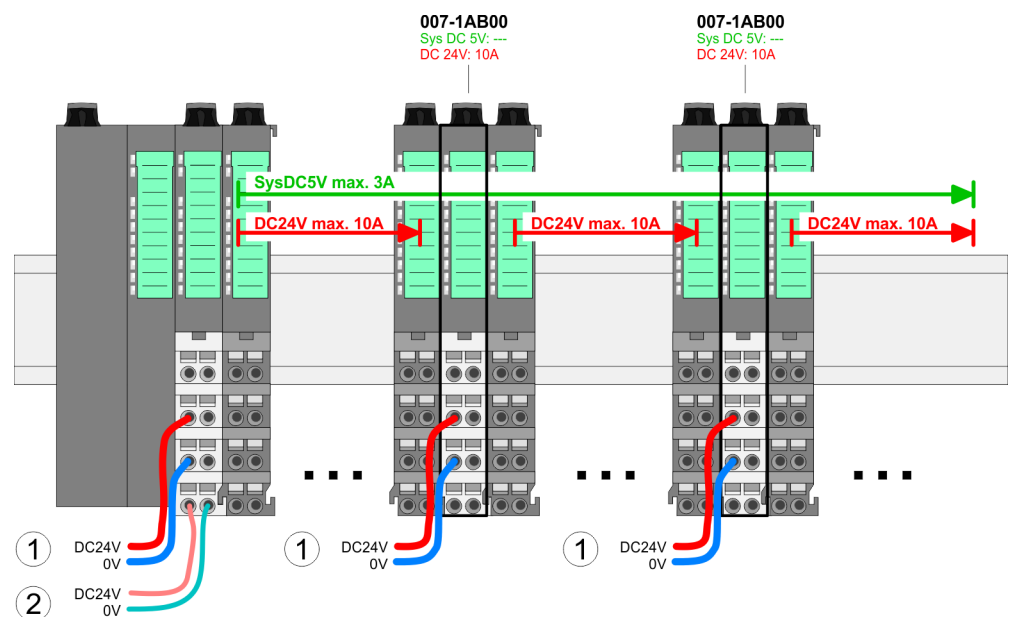 007-1AB00
Sys DC 5V: ---
DC 24V: 10A
007-1AB00
Sys DC 5V: ---
DC 24V: 10A
SysDC5V max. 3A
DC24V max. 10A
DC24V max. 10A
DC24V max. 10A
1
DC24V
0V
1
DC24V
0V
1
DC24V
0V
2
DC24V
0V